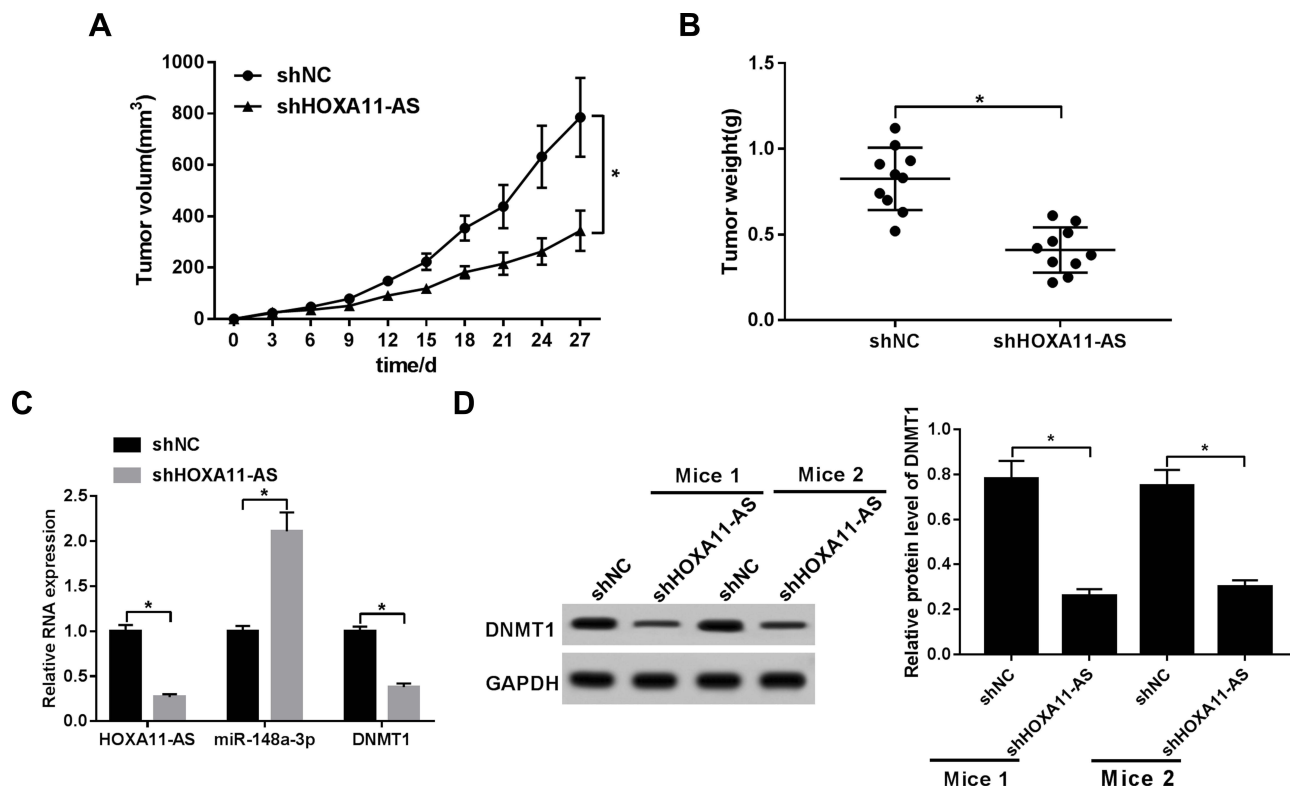 A
Tumor volum(mm3)
1000
800
600
400
200
0
shNC
shHOXA11-AS
*
0 3 6 9 12 15 18 21 24 27
time/d
B
Tumor weight(g)
1.5
1.0
0.5
0.0
*
shNC shHOXA11-AS
C
shNC
shHOXA11-AS
Relative RNA expression
2.5
2.0
1.5
1.0
0.5
0.0
* * *
HOXA11-AS miR-148a-3p DNMT1
D
Mice 1 Mice 2
shNC shHOXA11-AS shNC shHOXA11-AS
DNMT1
GAPDH
Relative protein level of DNMT1
1.0
0.8
0.6
0.4
0.2
0.0
* *
shNC shHOXA11-AS shNC shHOXA11-AS
Mice 1 Mice 2